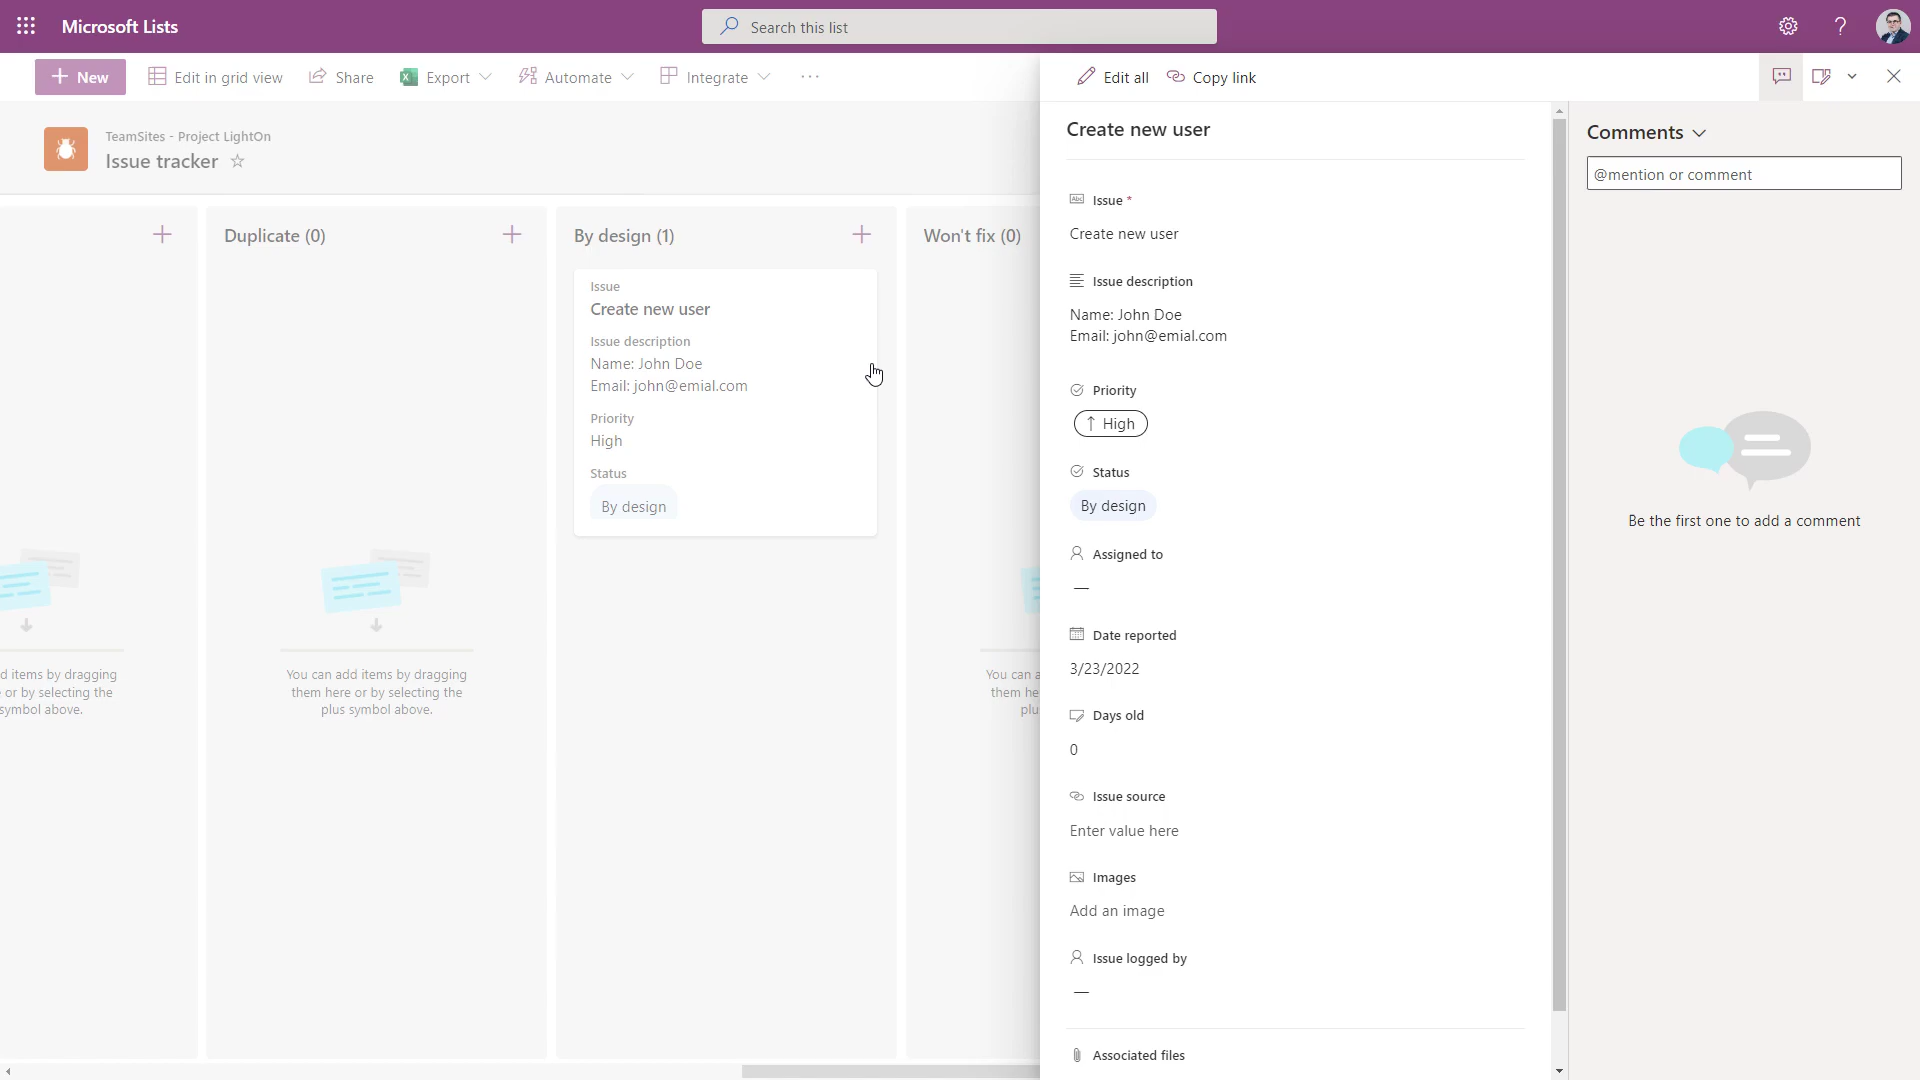 Microsoft Lists
Search this list
New
Edit in grid view
Share
Export
Automate
Integrate
Edit all
Copy link
TeamSites - Project LightOn
Issue tracker
Duplicate (0)
You can add items by dragging
them here or by selecting the
plus symbol above.
d items by dragging
or by selecting the
symbol above.
By design (1)
Issue
Create new user
Issue description
Name: John Doe
Email: john@emial.com
Priority
High
Status
By design
Won't fix (0)
You can a
them he
plu
Create new user
Abc Issue *
Create new user
Issue description
Name: John Doe
Email: john@emial.com
Priority
High
Status
By design
Assigned to
—
Date reported
3/23/2022
Days old
0
Issue source
Enter value here
Images
Add an image
Issue logged by
—
Associated files
Comments
@mention or comment
Be the first one to add a comment